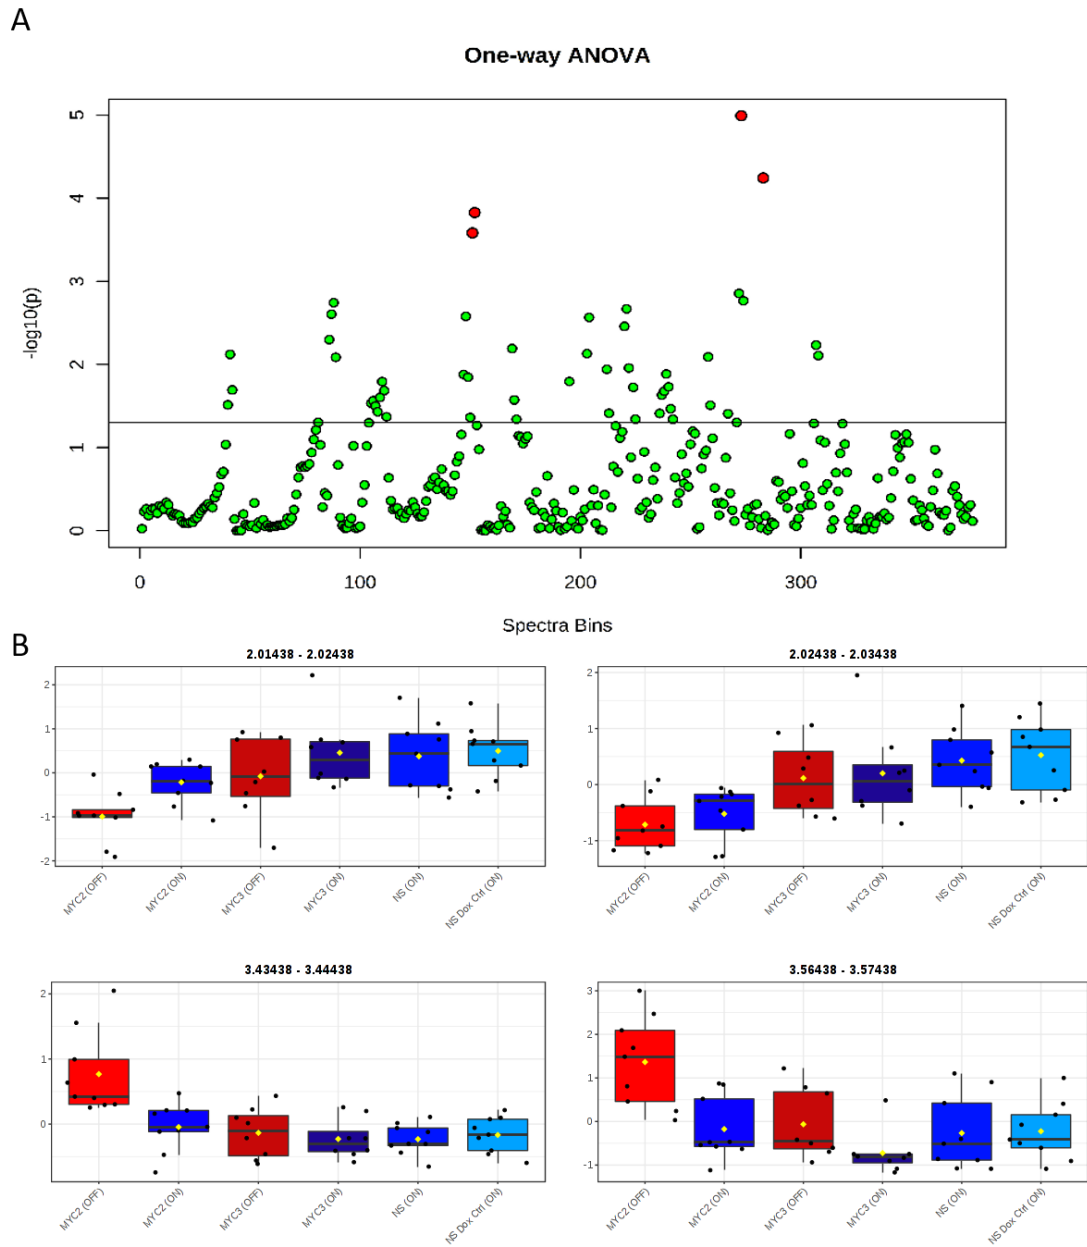 A
One-way ANOVA
-log10(p)
5
4
3
2
1
0
0 100 200 300
Spectra Bins
B
2.01438 - 2.02438
2
1
0
-1
-2
MYC2 (OFF) MYC2 (ON) MYC3 (OFF) MYC3 (ON) NS (ON) NS Dox Ctrl (ON)
2.02438 - 2.03438
2
1
0
-1
MYC2 (OFF) MYC2 (ON) MYC3 (OFF) MYC3 (ON) NS (ON) NS Dox Ctrl (ON)
3.43438 - 3.44438
2
1
0
MYC2 (OFF) MYC2 (ON) MYC3 (OFF) MYC3 (ON) NS (ON) NS Dox Ctrl (ON)
3.56438 - 3.57438
3
2
1
0
-1
MYC2 (OFF) MYC2 (ON) MYC3 (OFF) MYC3 (ON) NS (ON) NS Dox Ctrl (ON)